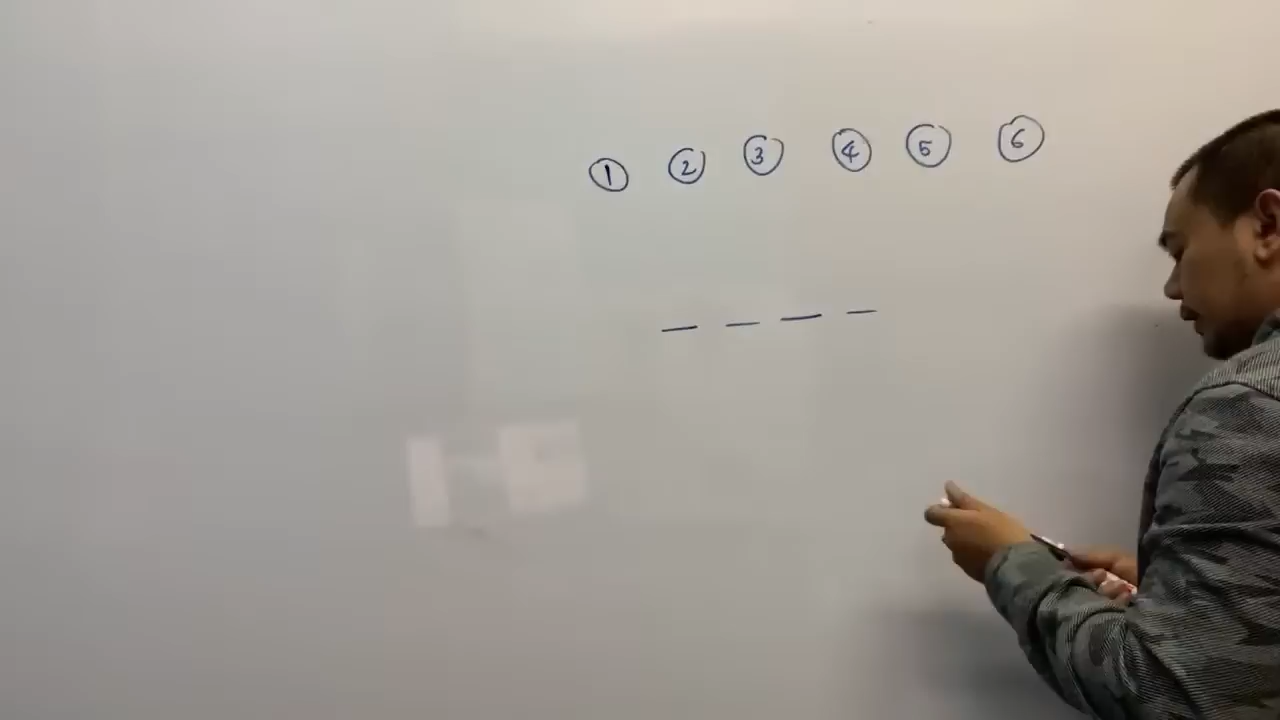 ① ② ③ ④ ⑤ ⑥
_ _ _ _